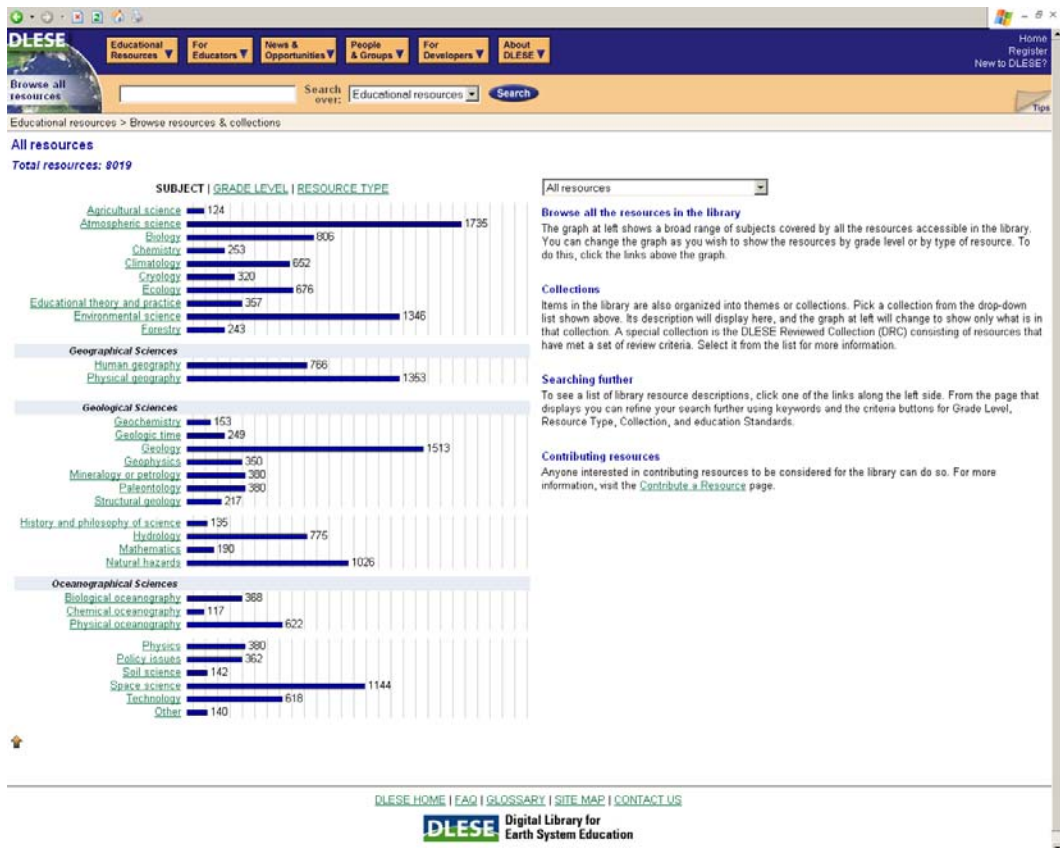 DLESE
Educational Resources
For Educators
News & Opportunities
People & Groups
For Developers
About DLESE
Home
Register
New to DLESE?
Browse all resources
Search over:
Educational resources
Search
Tips
Educational resources > Browse resources & collections
All resources
Total resources: 8019
SUBJECT | GRADE LEVEL | RESOURCE TYPE
Agricultural science 124
Atmospheric science 1735
Biology 806
Chemistry 253
Climatology 652
Cryology 320
Ecology 676
Educational theory and practice 357
Environmental science 1346
Forestry 243
Geographical Sciences
Human geography 766
Physical geography 1353
Geological Sciences
Geochemistry 153
Geologic time 249
Geology 1513
Geophysics 350
Mineralogy or petrology 380
Paleontology 380
Structural geology 217
History and philosophy of science 135
Hydrology 775
Mathematics 190
Natural hazards 1026
Oceanographical Sciences
Biological oceanography 368
Chemical oceanography 117
Physical oceanography 622
Physics 380
Policy issues 362
Soil science 142
Space science 1144
Technology 618
Other 140
All resources
Browse all the resources in the library
The graph at left shows a broad range of subjects covered by all the resources accessible in the library.
You can change the graph as you wish to show the resources by grade level or by type of resource. To
do this, click the links above the graph.
Collections
Items in the library are also organized into themes or collections. Pick a collection from the drop-down
list shown above. Its description will display here, and the graph at left will change to show only what is in
that collection. A special collection is the DLESE Reviewed Collection (DRC) consisting of resources that
have met a set of review criteria. Select it from the list for more information.
Searching further
To see a list of library resource descriptions, click one of the links along the left side. From the page that
displays you can refine your search further using keywords and the criteria buttons for Grade Level,
Resource Type, Collection, and education Standards.
Contributing resources
Anyone interested in contributing resources to be considered for the library can do so. For more
information, visit the Contribute a Resource page.
DLESE HOME | FAQ | GLOSSARY | SITE MAP | CONTACT US
DLESE Digital Library for
Earth System Education